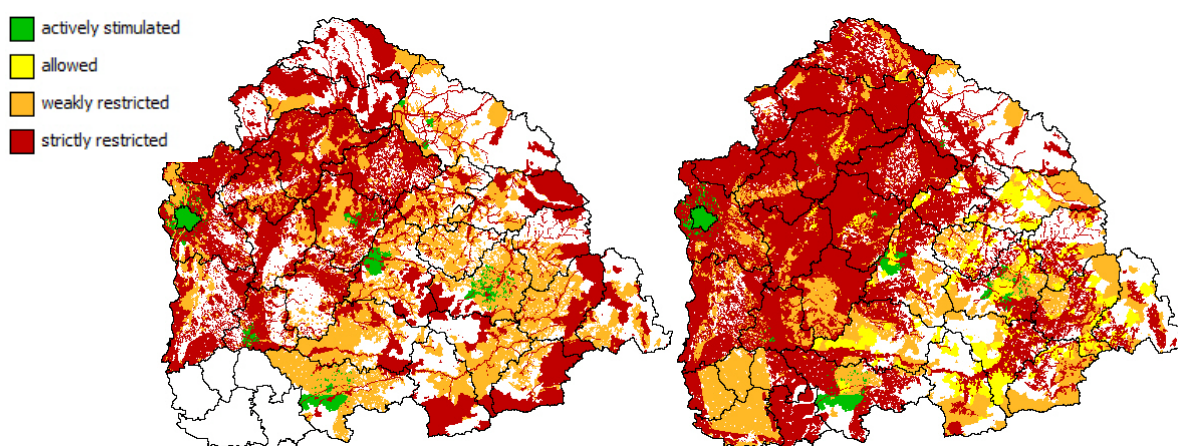 actively stimulated
allowed
weakly restricted
strictly restricted